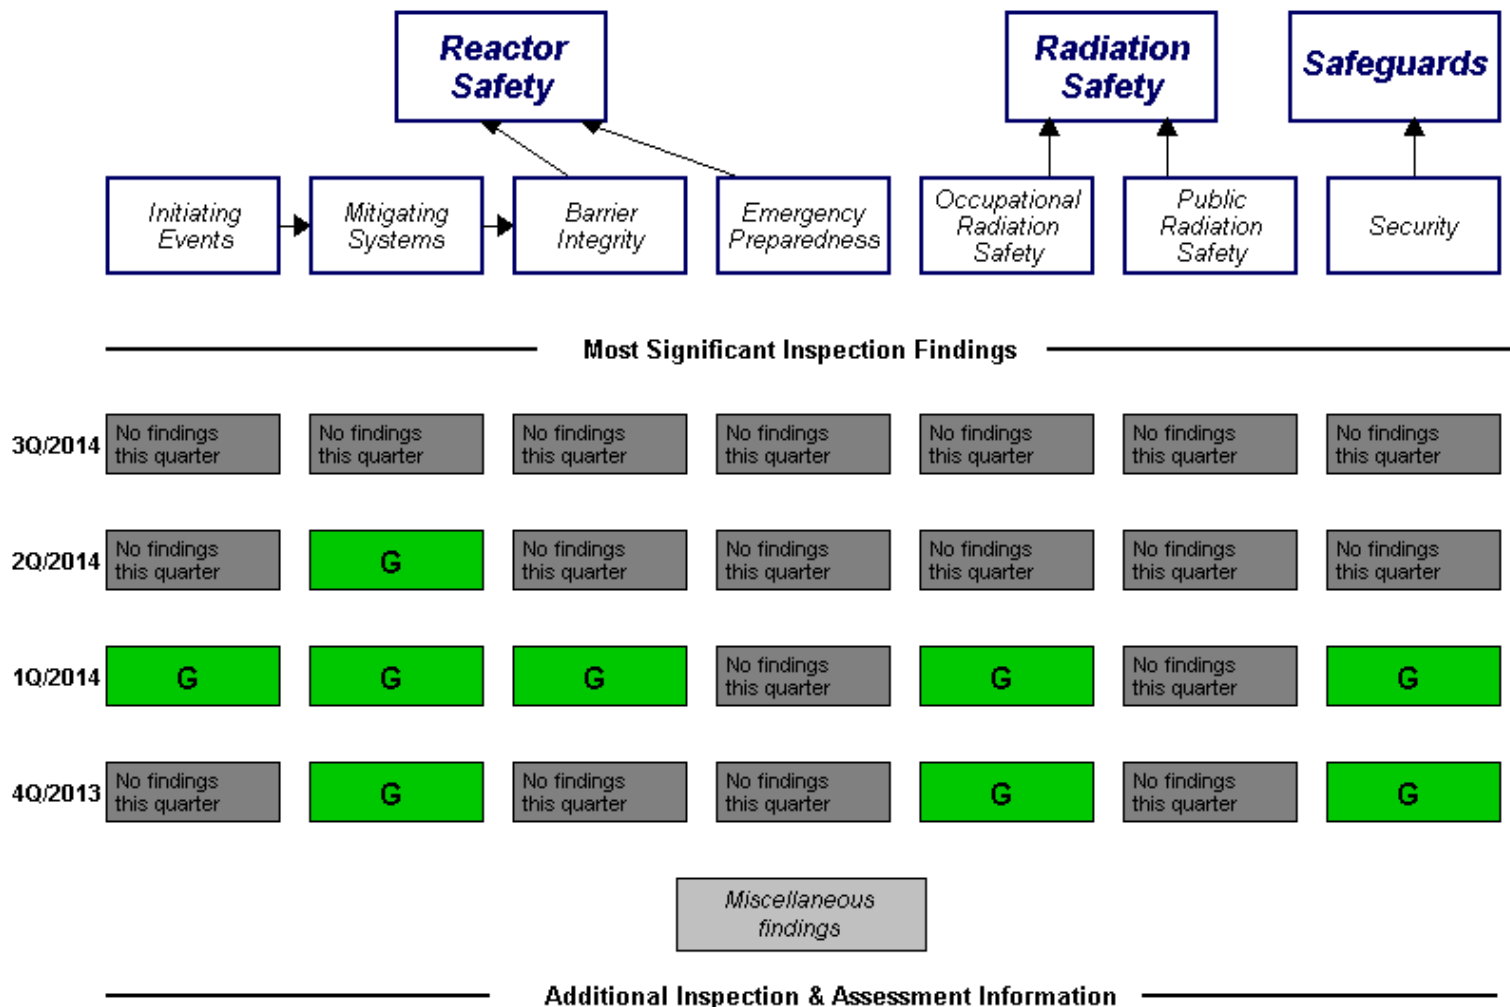 Reactor
Safety
Radiation
Safety
Safeguards
Initiating
Events
Mitigating
Systems
Barrier
Integrity
Emergency
Preparedness
Occupational
Radiation
Safety
Public
Radiation
Safety
Security
Most Significant Inspection Findings
3Q/2014
No findings
this quarter
No findings
this quarter
No findings
this quarter
No findings
this quarter
No findings
this quarter
No findings
this quarter
No findings
this quarter
2Q/2014
No findings
this quarter
G
No findings
this quarter
No findings
this quarter
No findings
this quarter
No findings
this quarter
No findings
this quarter
1Q/2014
G
G
G
No findings
this quarter
G
No findings
this quarter
G
4Q/2013
No findings
this quarter
G
No findings
this quarter
No findings
this quarter
G
No findings
this quarter
G
Miscellaneous
findings
Additional Inspection & Assessment Information